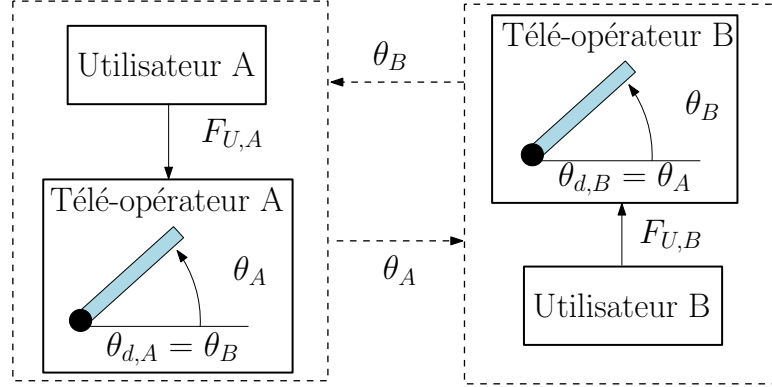 Utilisateur A
F_{U,A}
Télé-opérateur A
θ_A
θ_{d,A} = θ_B
θ_B
θ_A
Télé-opérateur B
θ_B
θ_{d,B} = θ_A
F_{U,B}
Utilisateur B